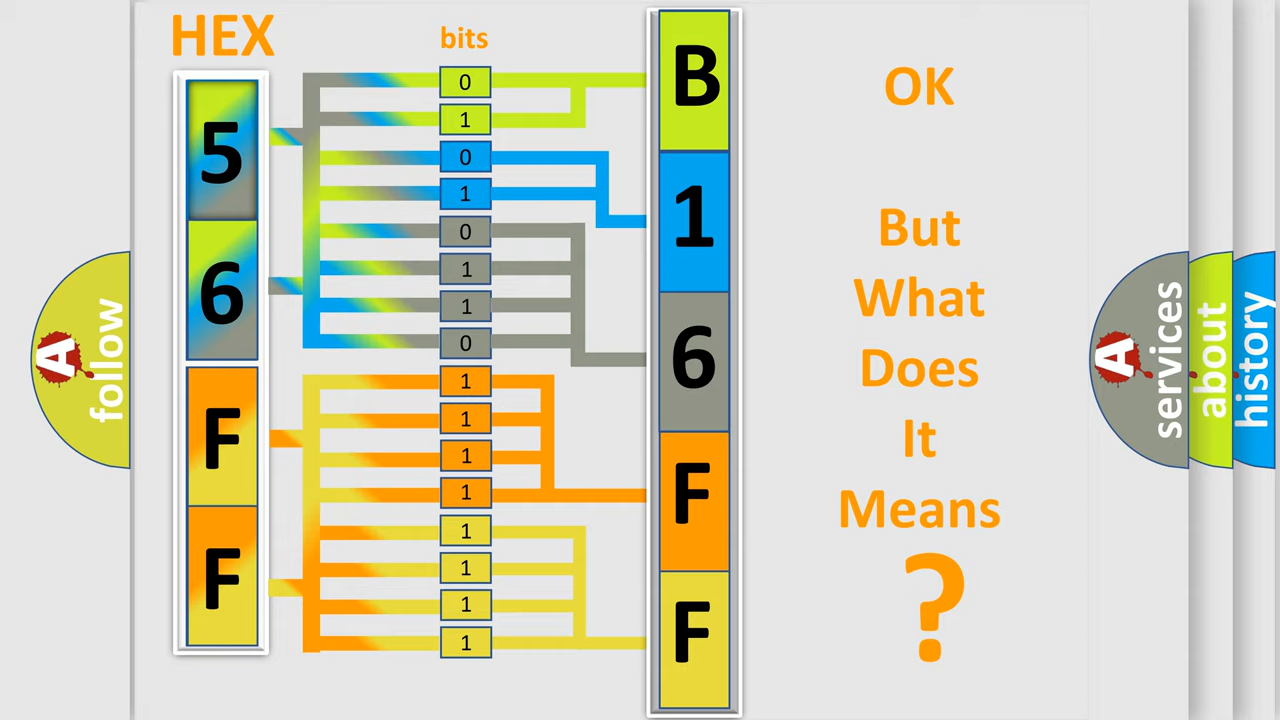 HEX
bits
5
6
F
F
0
1
0
1
0
1
1
0
1
1
1
1
1
1
1
1
B
1
6
F
F
OK
But
What
Does
It
Means
?
A
follow
A
services
about
history